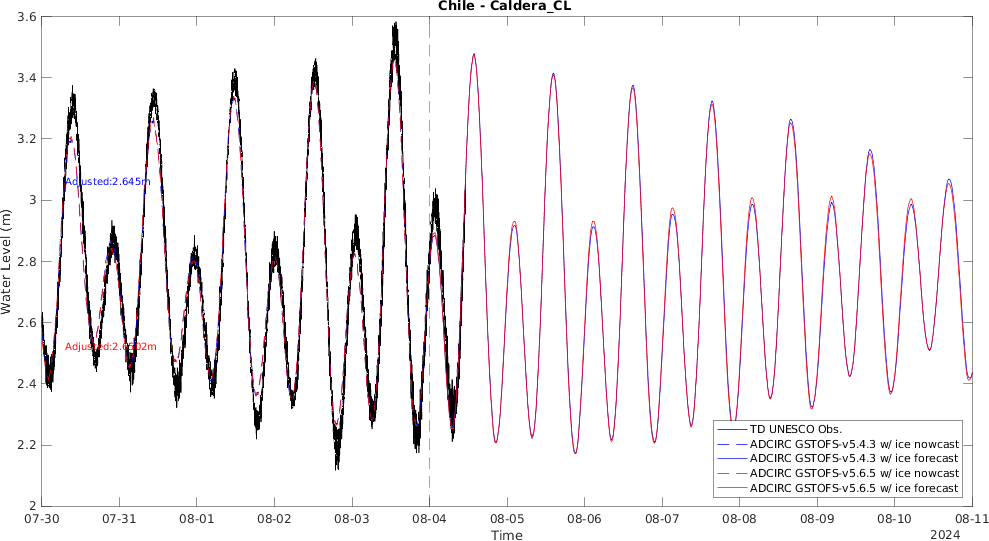 Chile - Caldera_CL
3.6
3.4
3.2
3
2.8
2.6
2.4
2.2
2
Water Level (m)
Adjusted:2.645m
TD UNESCO Obs.
ADCIRC GSTOFS-v5.4.3 w/ ice nowcast
ADCIRC GSTOFS-v5.4.3 w/ ice forecast
ADCIRC GSTOFS-v5.6.5 w/ ice nowcast
ADCIRC GSTOFS-v5.6.5 w/ ice forecast
07-30 07-31 08-01 08-02 08-03 08-04 08-05 08-06 08-07 08-08 08-09 08-10 08-11
Time
2024